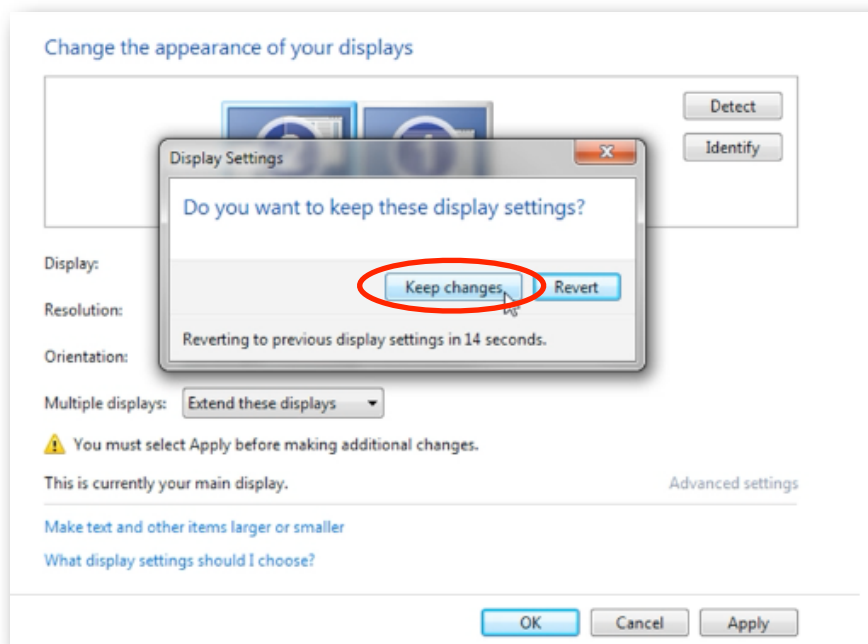 Change the appearance of your displays
Detect
Identify
2
1
Display Settings
Do you want to keep these display settings?
Keep changes
Revert
Reverting to previous display settings in 14 seconds.
Display:
Resolution:
Orientation:
Multiple displays: Extend these displays
You must select Apply before making additional changes.
This is currently your main display.
Advanced settings
Make text and other items larger or smaller
What display settings should I choose?
OK
Cancel
Apply